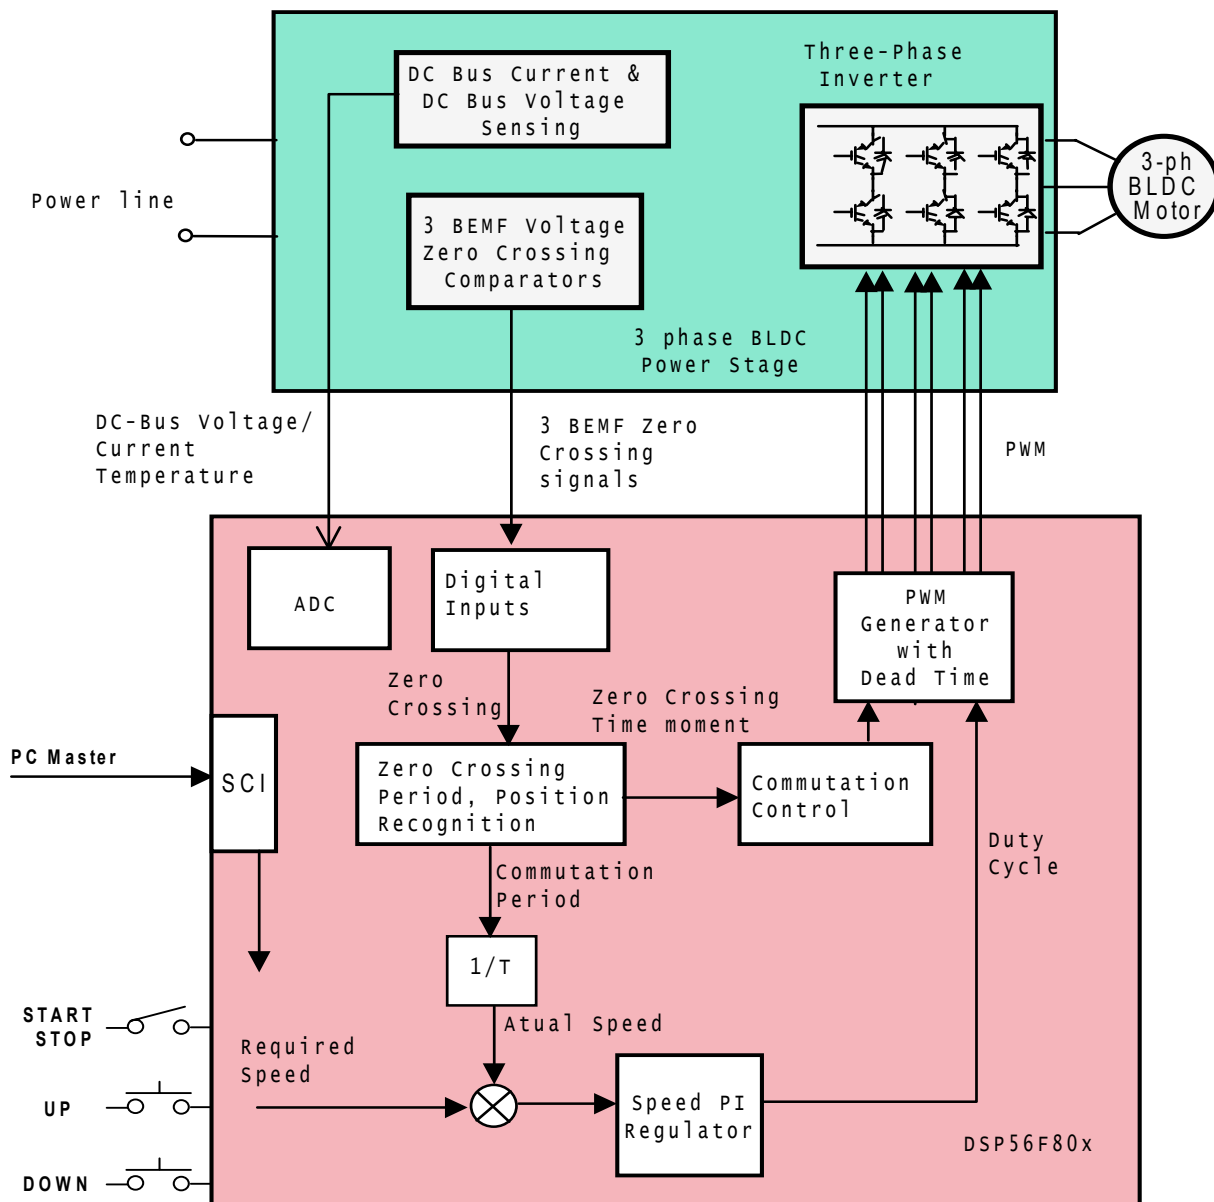 DC Bus Current &
DC Bus Voltage
Sensing
Three-Phase
Inverter
Power line
3 BEMF Voltage
Zero Crossing
Comparators
3-ph
BLDC
Motor
3 phase BLDC
Power Stage
DC-Bus Voltage/
Current
Temperature
3 BEMF Zero
Crossing
signals
PWM
ADC
Digital
Inputs
PWM
Generator
with
Dead Time
Zero
Crossing
Zero Crossing
Time moment
PC Master
SCI
Zero Crossing
Period, Position
Recognition
Commutation
Control
Duty
Cycle
Commutation
Period
1/T
START
STOP
Atual Speed
Required
Speed
UP
Speed PI
Regulator
DSP56F80x
DOWN